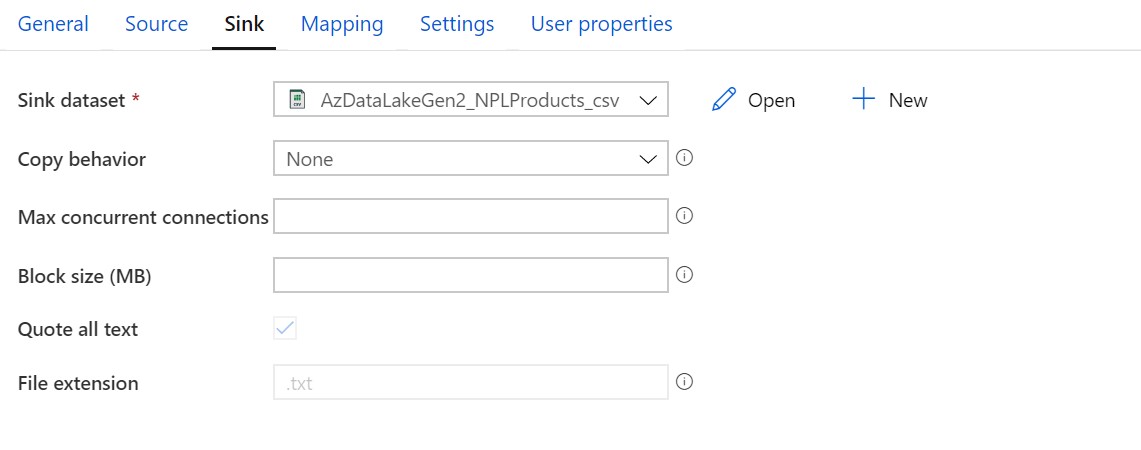 General Source Sink Mapping Settings User properties
Sink dataset * AzDataLakeGen2_NPLProducts_csv Open New
Copy behavior None
Max concurrent connections
Block size (MB)
Quote all text
File extension .txt